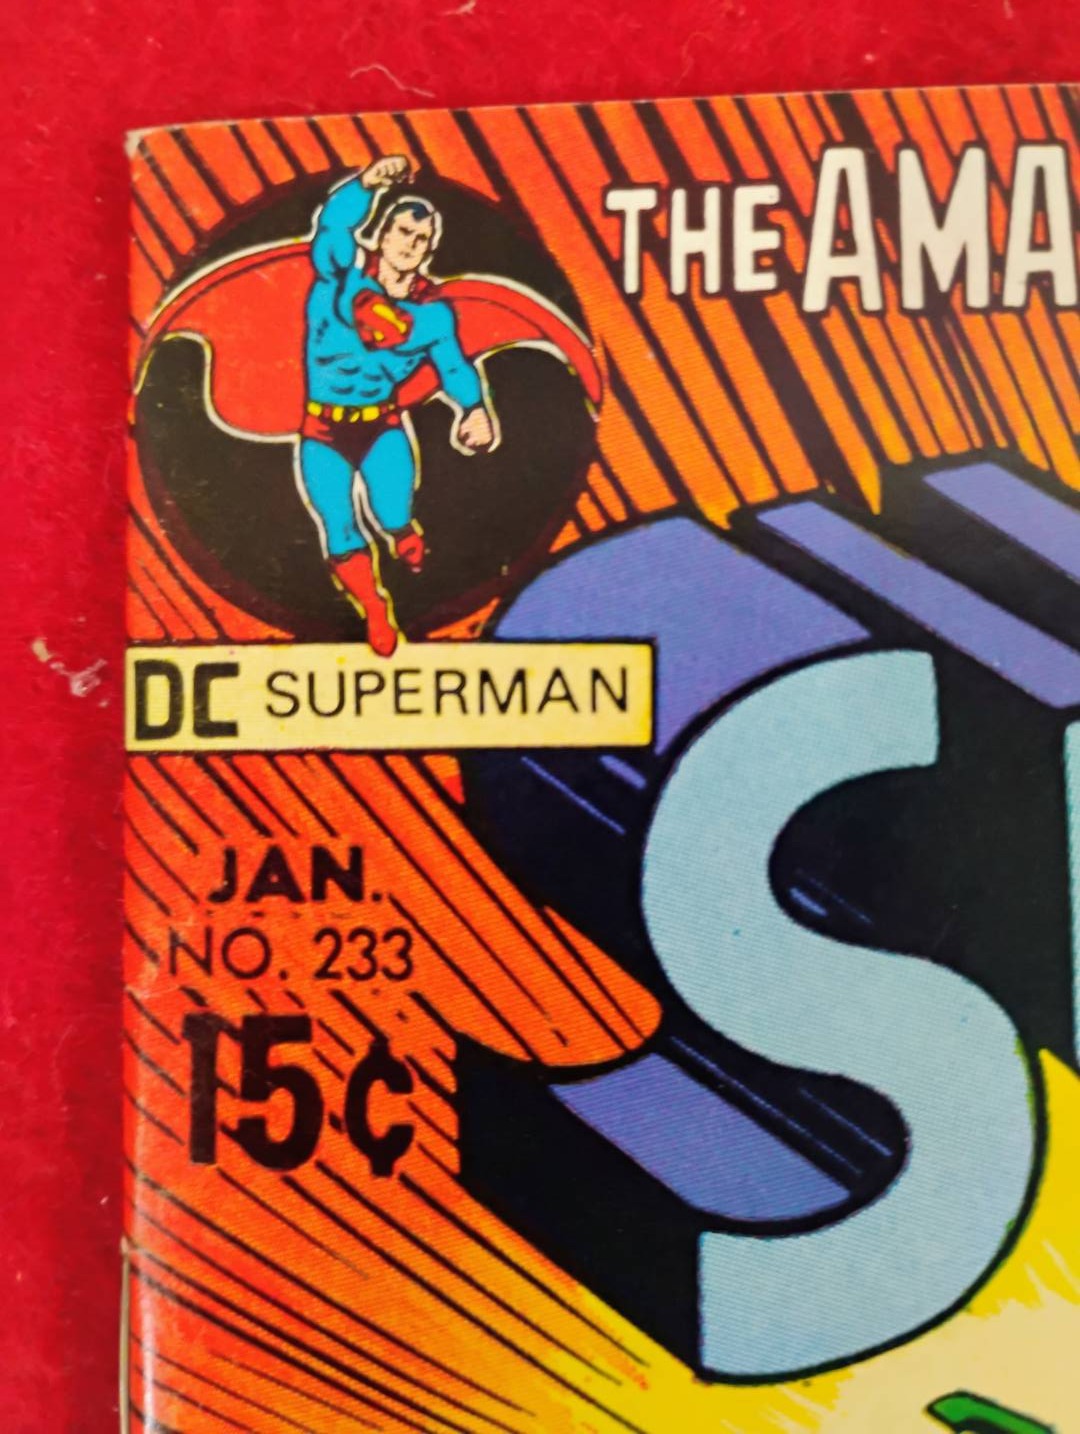 THE AMA
DC SUPERMAN
S
JAN.
NO. 233
15¢